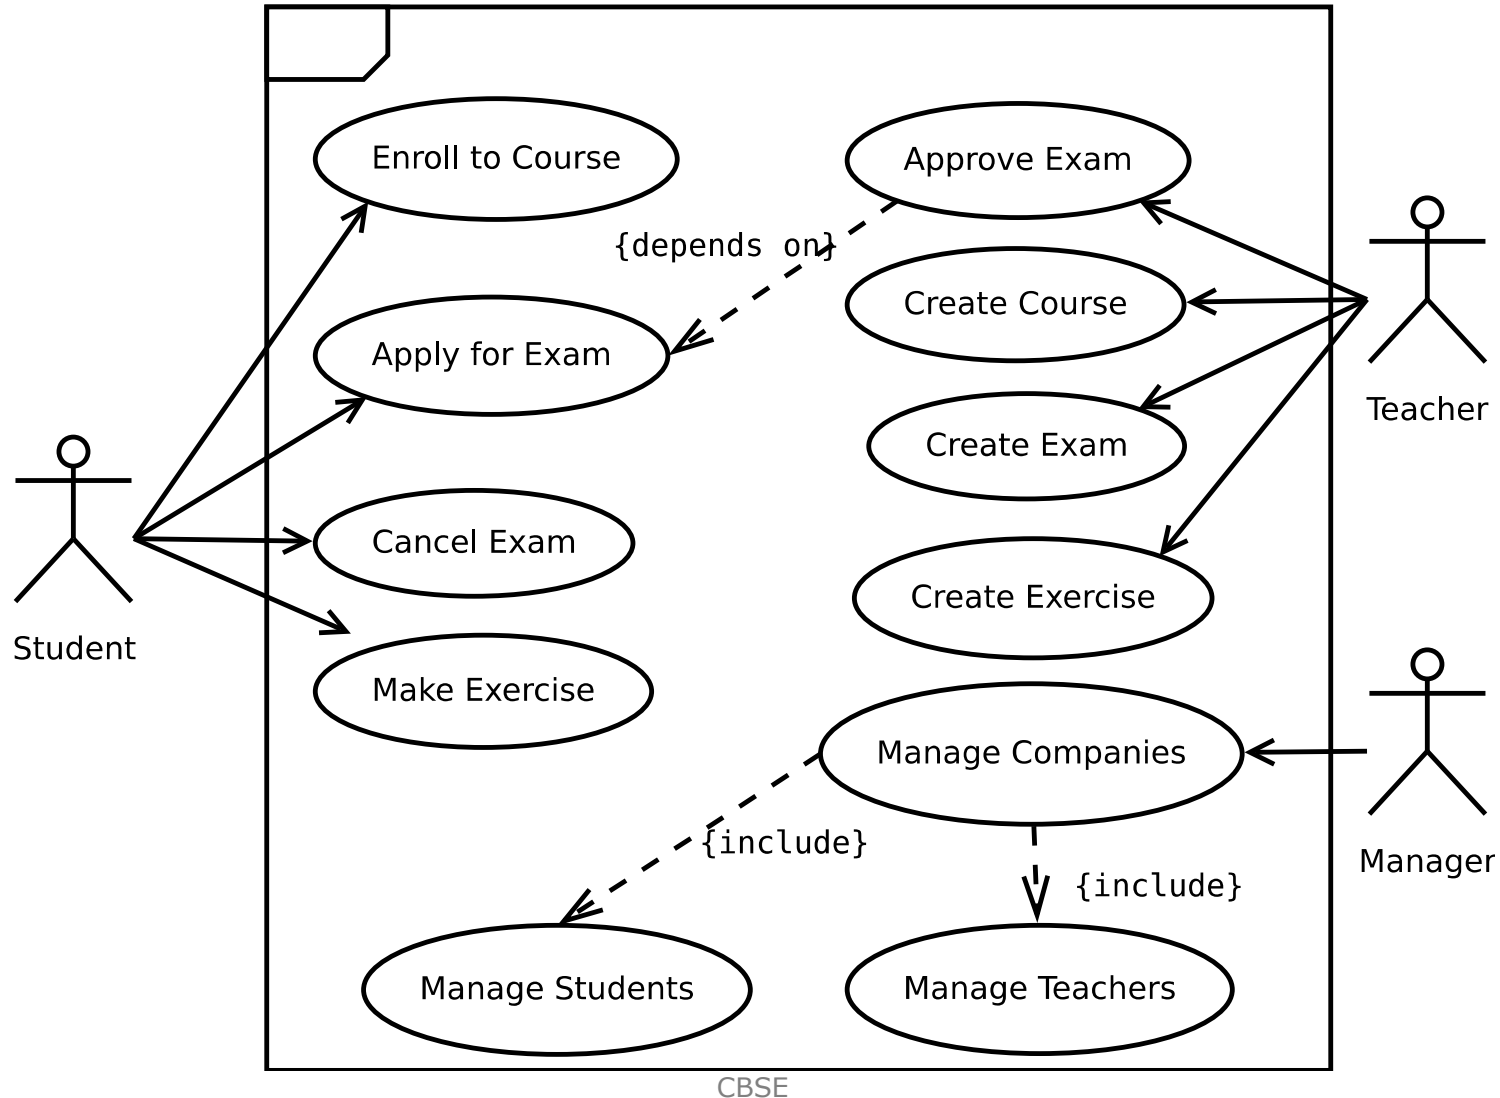 Enroll to Course
Approve Exam
{depends on}
Create Course
Apply for Exam
Teacher
Create Exam
Cancel Exam
Create Exercise
Student
Make Exercise
Manage Companies
{include}
Manager
{include}
Manage Students
Manage Teachers
CBSE